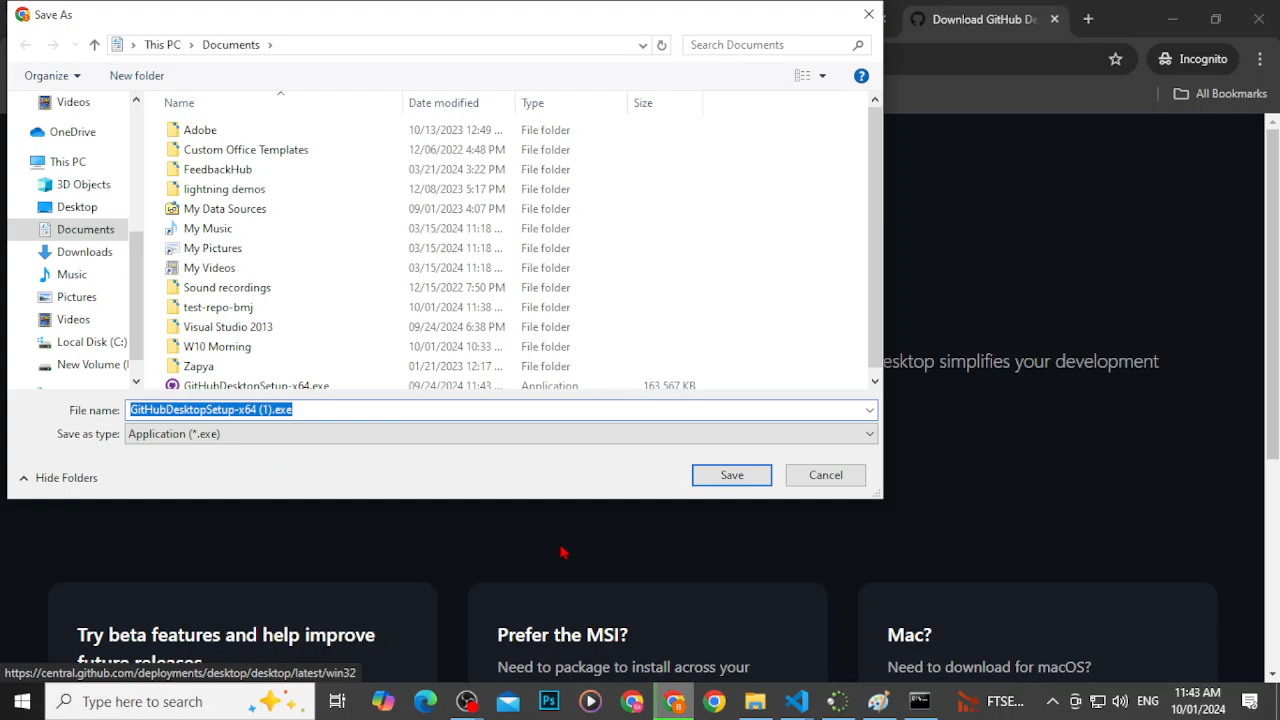 Save As
Download GitHub De
This PC
Documents
Search Documents
Incognito
Organize
New folder
All Bookmarks
Videos
OneDrive
This PC
3D Objects
Desktop
Documents
Downloads
Music
Pictures
Videos
Local Disk (C:)
New Volume (
Name Date modified Type Size
Adobe 10/13/2023 12:49 ... File folder
Custom Office Templates 12/06/2022 4:48 PM File folder
FeedbackHub 03/21/2024 3:22 PM File folder
lightning demos 12/08/2023 5:17 PM File folder
My Data Sources 09/01/2023 4:07 PM File folder
My Music 03/15/2024 11:18 ... File folder
My Pictures 03/15/2024 11:18 ... File folder
My Videos 03/15/2024 11:18 ... File folder
Sound recordings 12/15/2022 7:50 PM File folder
test-repo-bmj 10/01/2024 11:38 ... File folder
Visual Studio 2013 09/24/2024 6:38 PM File folder
W10 Morning 10/01/2024 10:33 ... File folder
Zapya 01/21/2023 12:17 ... File folder
GitHubDesktopSetup-x64.exe 09/24/2024 11:43 ... Application 163,567 KB
File name: GitHubDesktopSetup-x64 (1).exe
Save as type: Application (*.exe)
Hide Folders
Save
Cancel
esktop simplifies your development
Try beta features and help improve
future releases
Prefer the MSI?
Need to package to install across your
Mac?
Need to download for macOS?
https://central.github.com/deployments/desktop/desktop/latest/win32
Type here to search
Ps
FTSE...
ENG
11:43 AM
10/01/2024